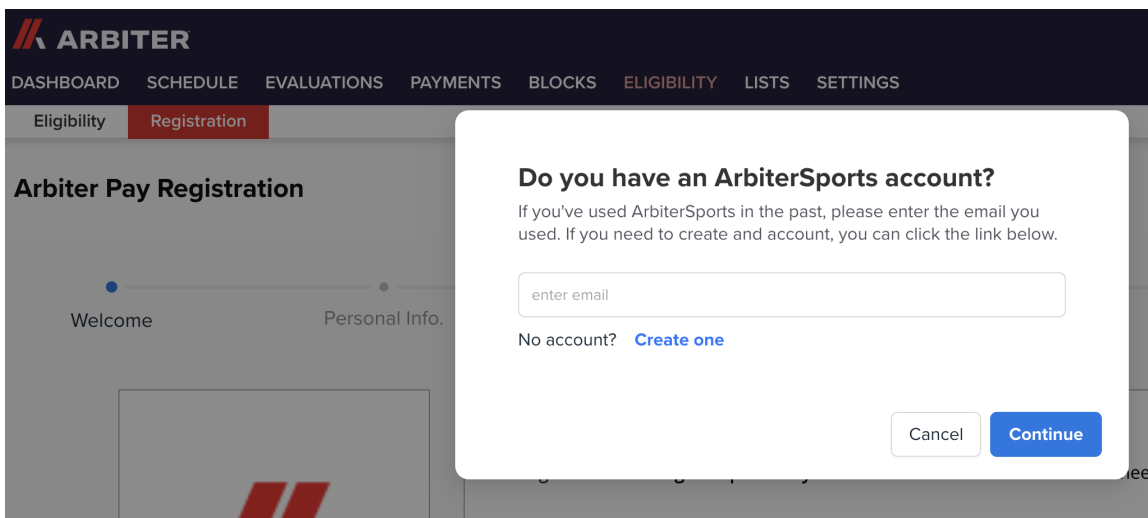 ARBITER
DASHBOARD SCHEDULE EVALUATIONS PAYMENTS BLOCKS ELIGIBILITY LISTS SETTINGS
Eligibility Registration
Arbiter Pay Registration
Welcome
Personal Info.
Do you have an ArbiterSports account?
If you've used ArbiterSports in the past, please enter the email you
used. If you need to create and account, you can click the link below.
enter email
No account? Create one
Cancel Continue